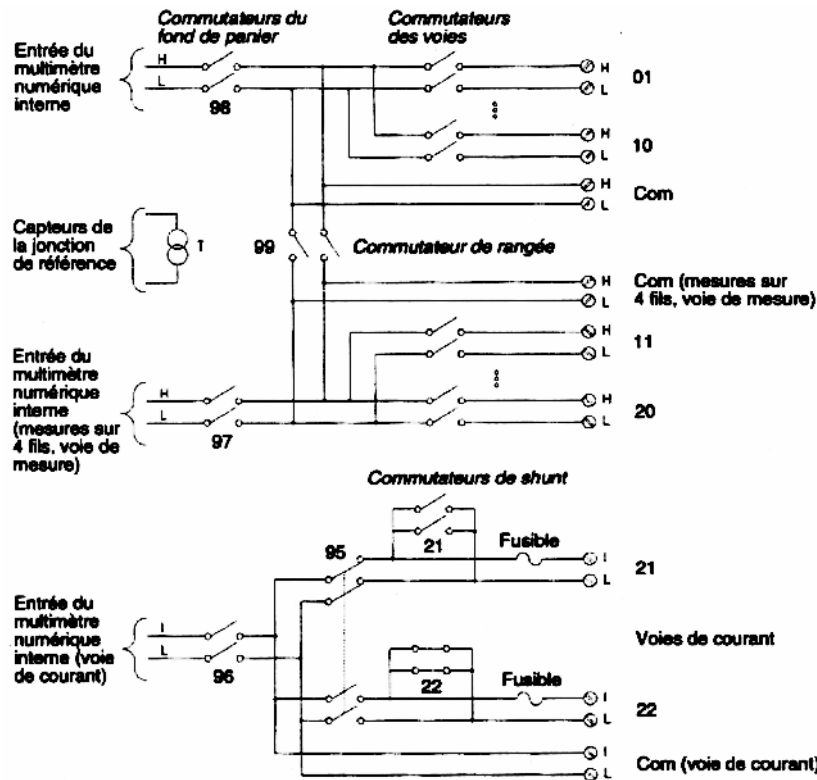 Commutateurs du
fond de panier
Commutateurs
des voies
Entrée du
multimètre
numérique
interne
H
L
98
H
L
01
H
L
10
H
L
Com
Capteurs de
la jonction
de référence
T
99
Commutateur de rangée
H
L
Com (mesures sur
4 fils, voie de mesure)
H
L
11
Entrée du
multimètre
numérique
interne
(mesures sur
4 fils, voie de
mesure)
H
L
97
H
L
20
Commutateurs de shunt
95
21
Fusible
I
L
21
Entrée du
multimètre
numérique
interne (voie
de courant)
I
L
96
Voies de courant
22
Fusible
I
L
22
I
L
Com (voie de courant)